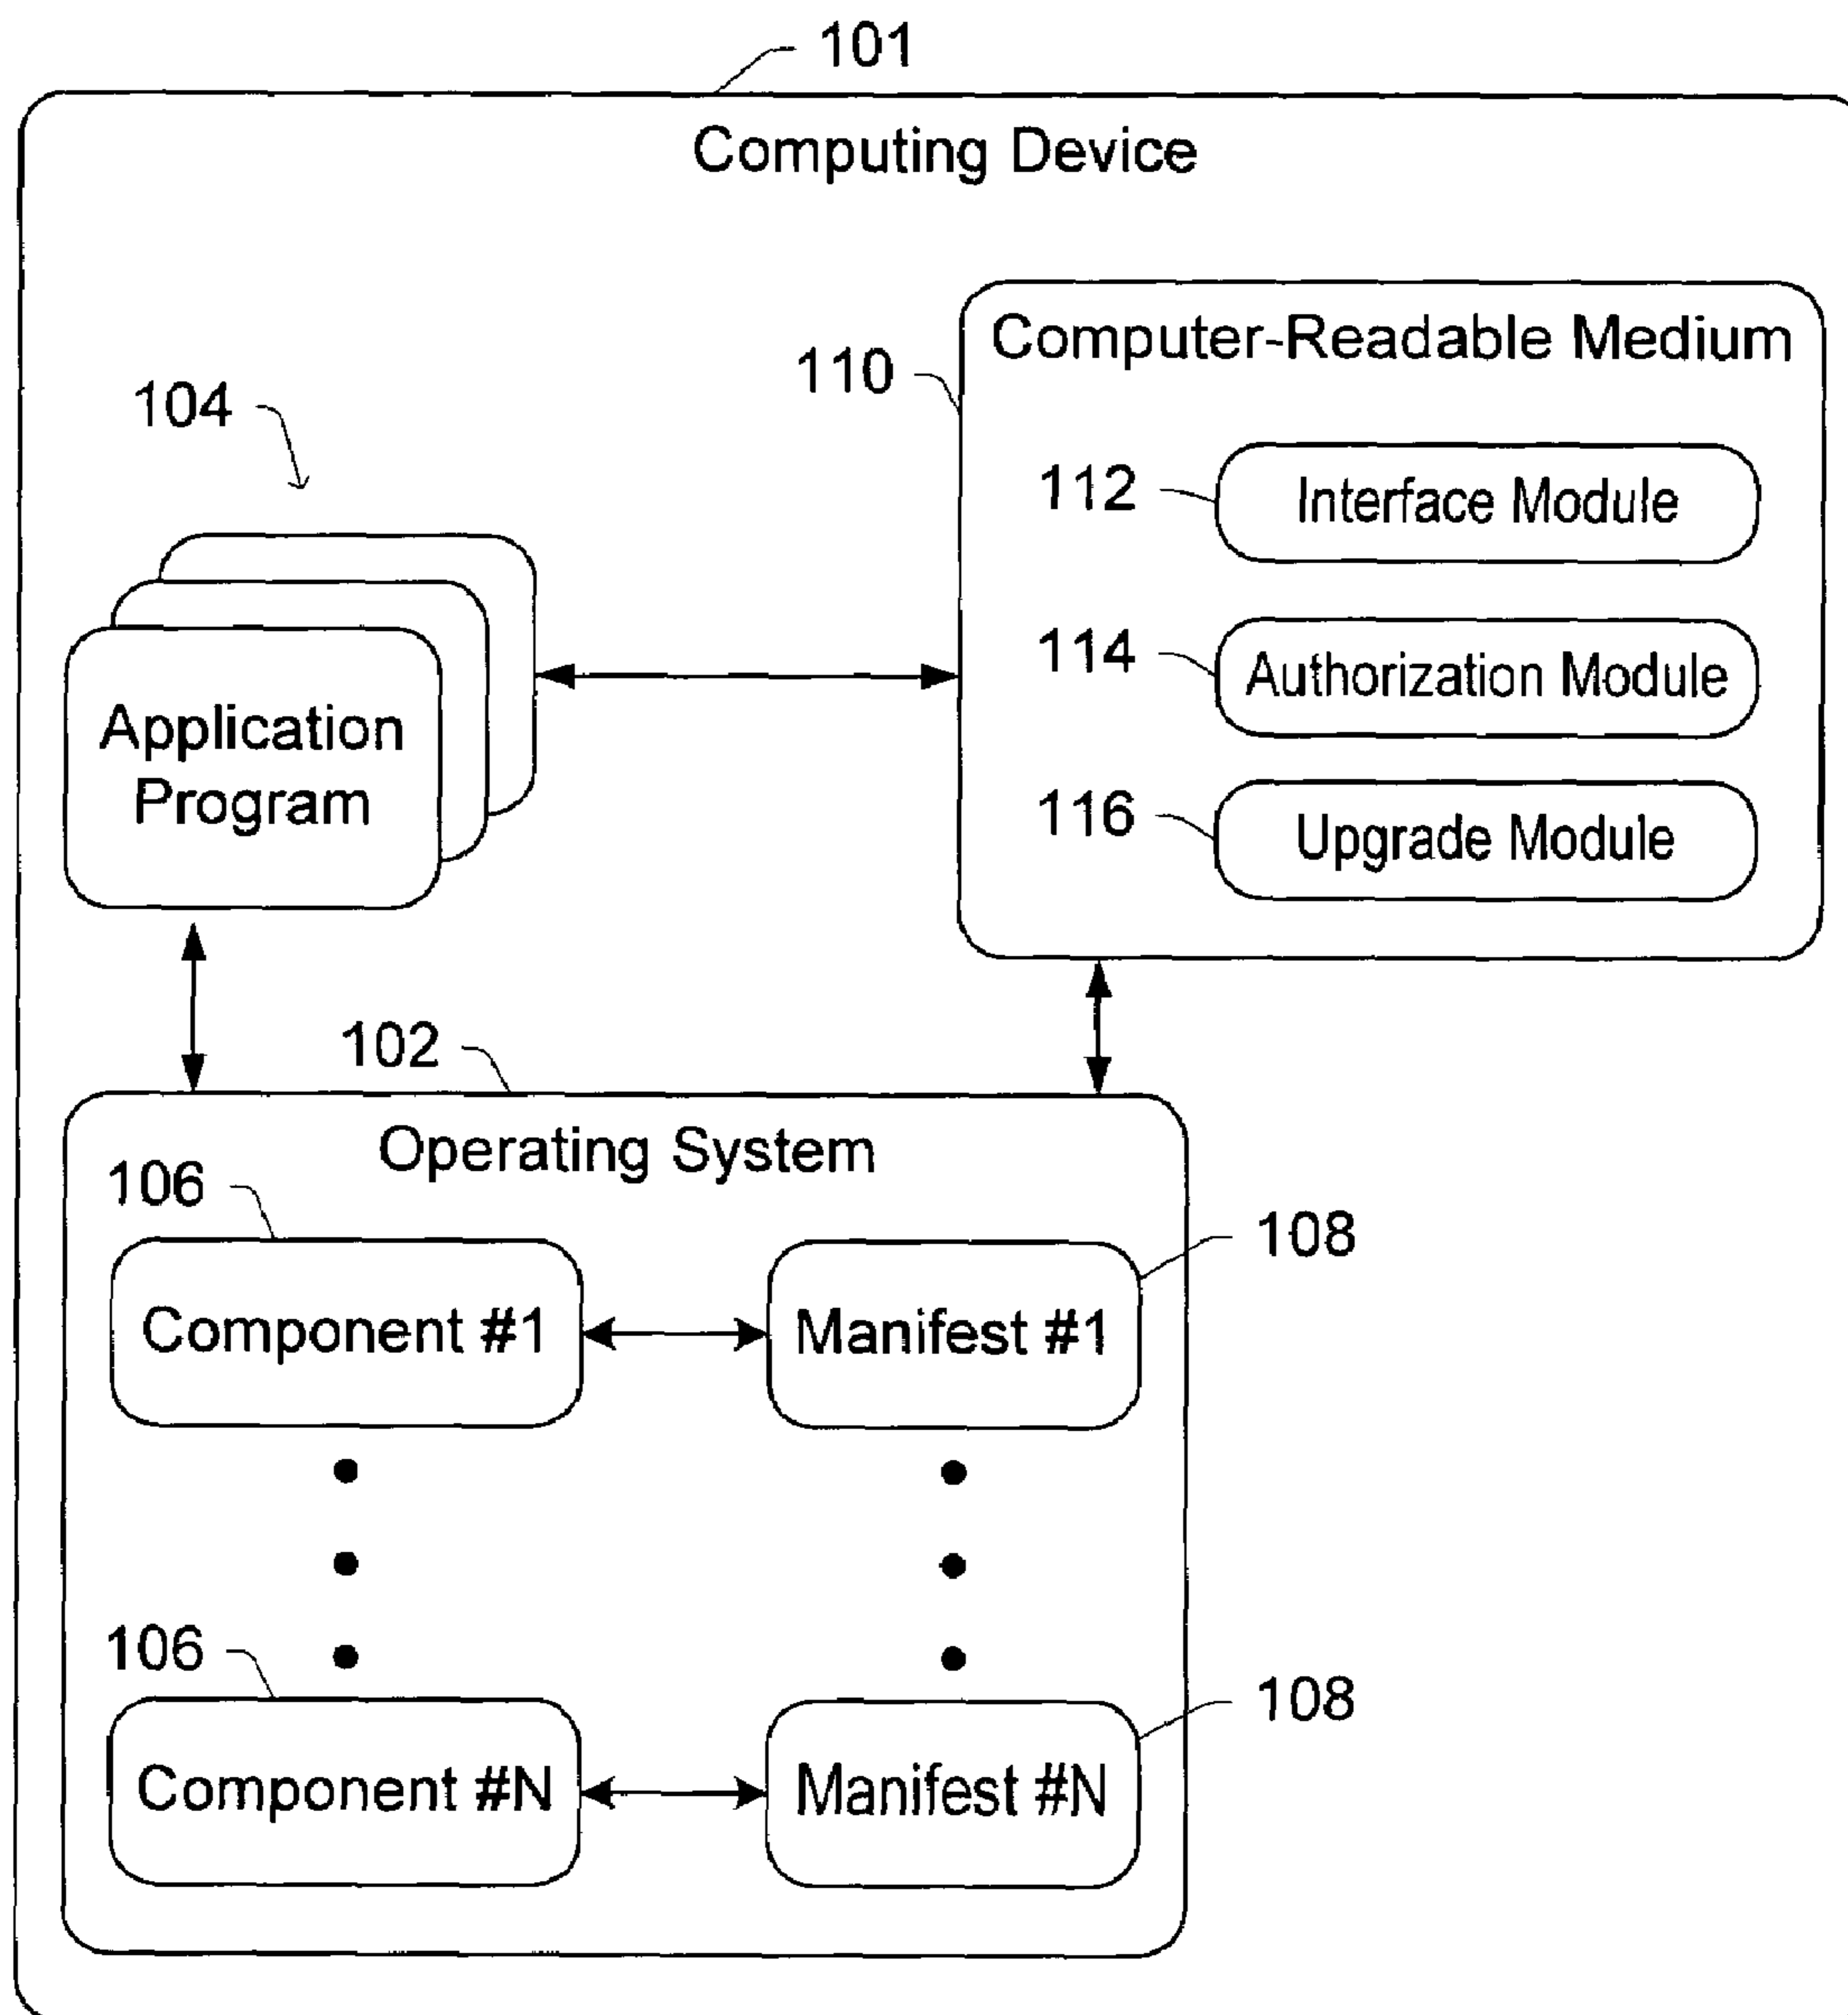 101
Computing Device
Computer-Readable Medium
110
104
112
Interface Module
114
Authorization Module
Application
Program
116
Upgrade Module
102
Operating System
106
108
Component #1
Manifest #1
106
108
Component #N
Manifest #N